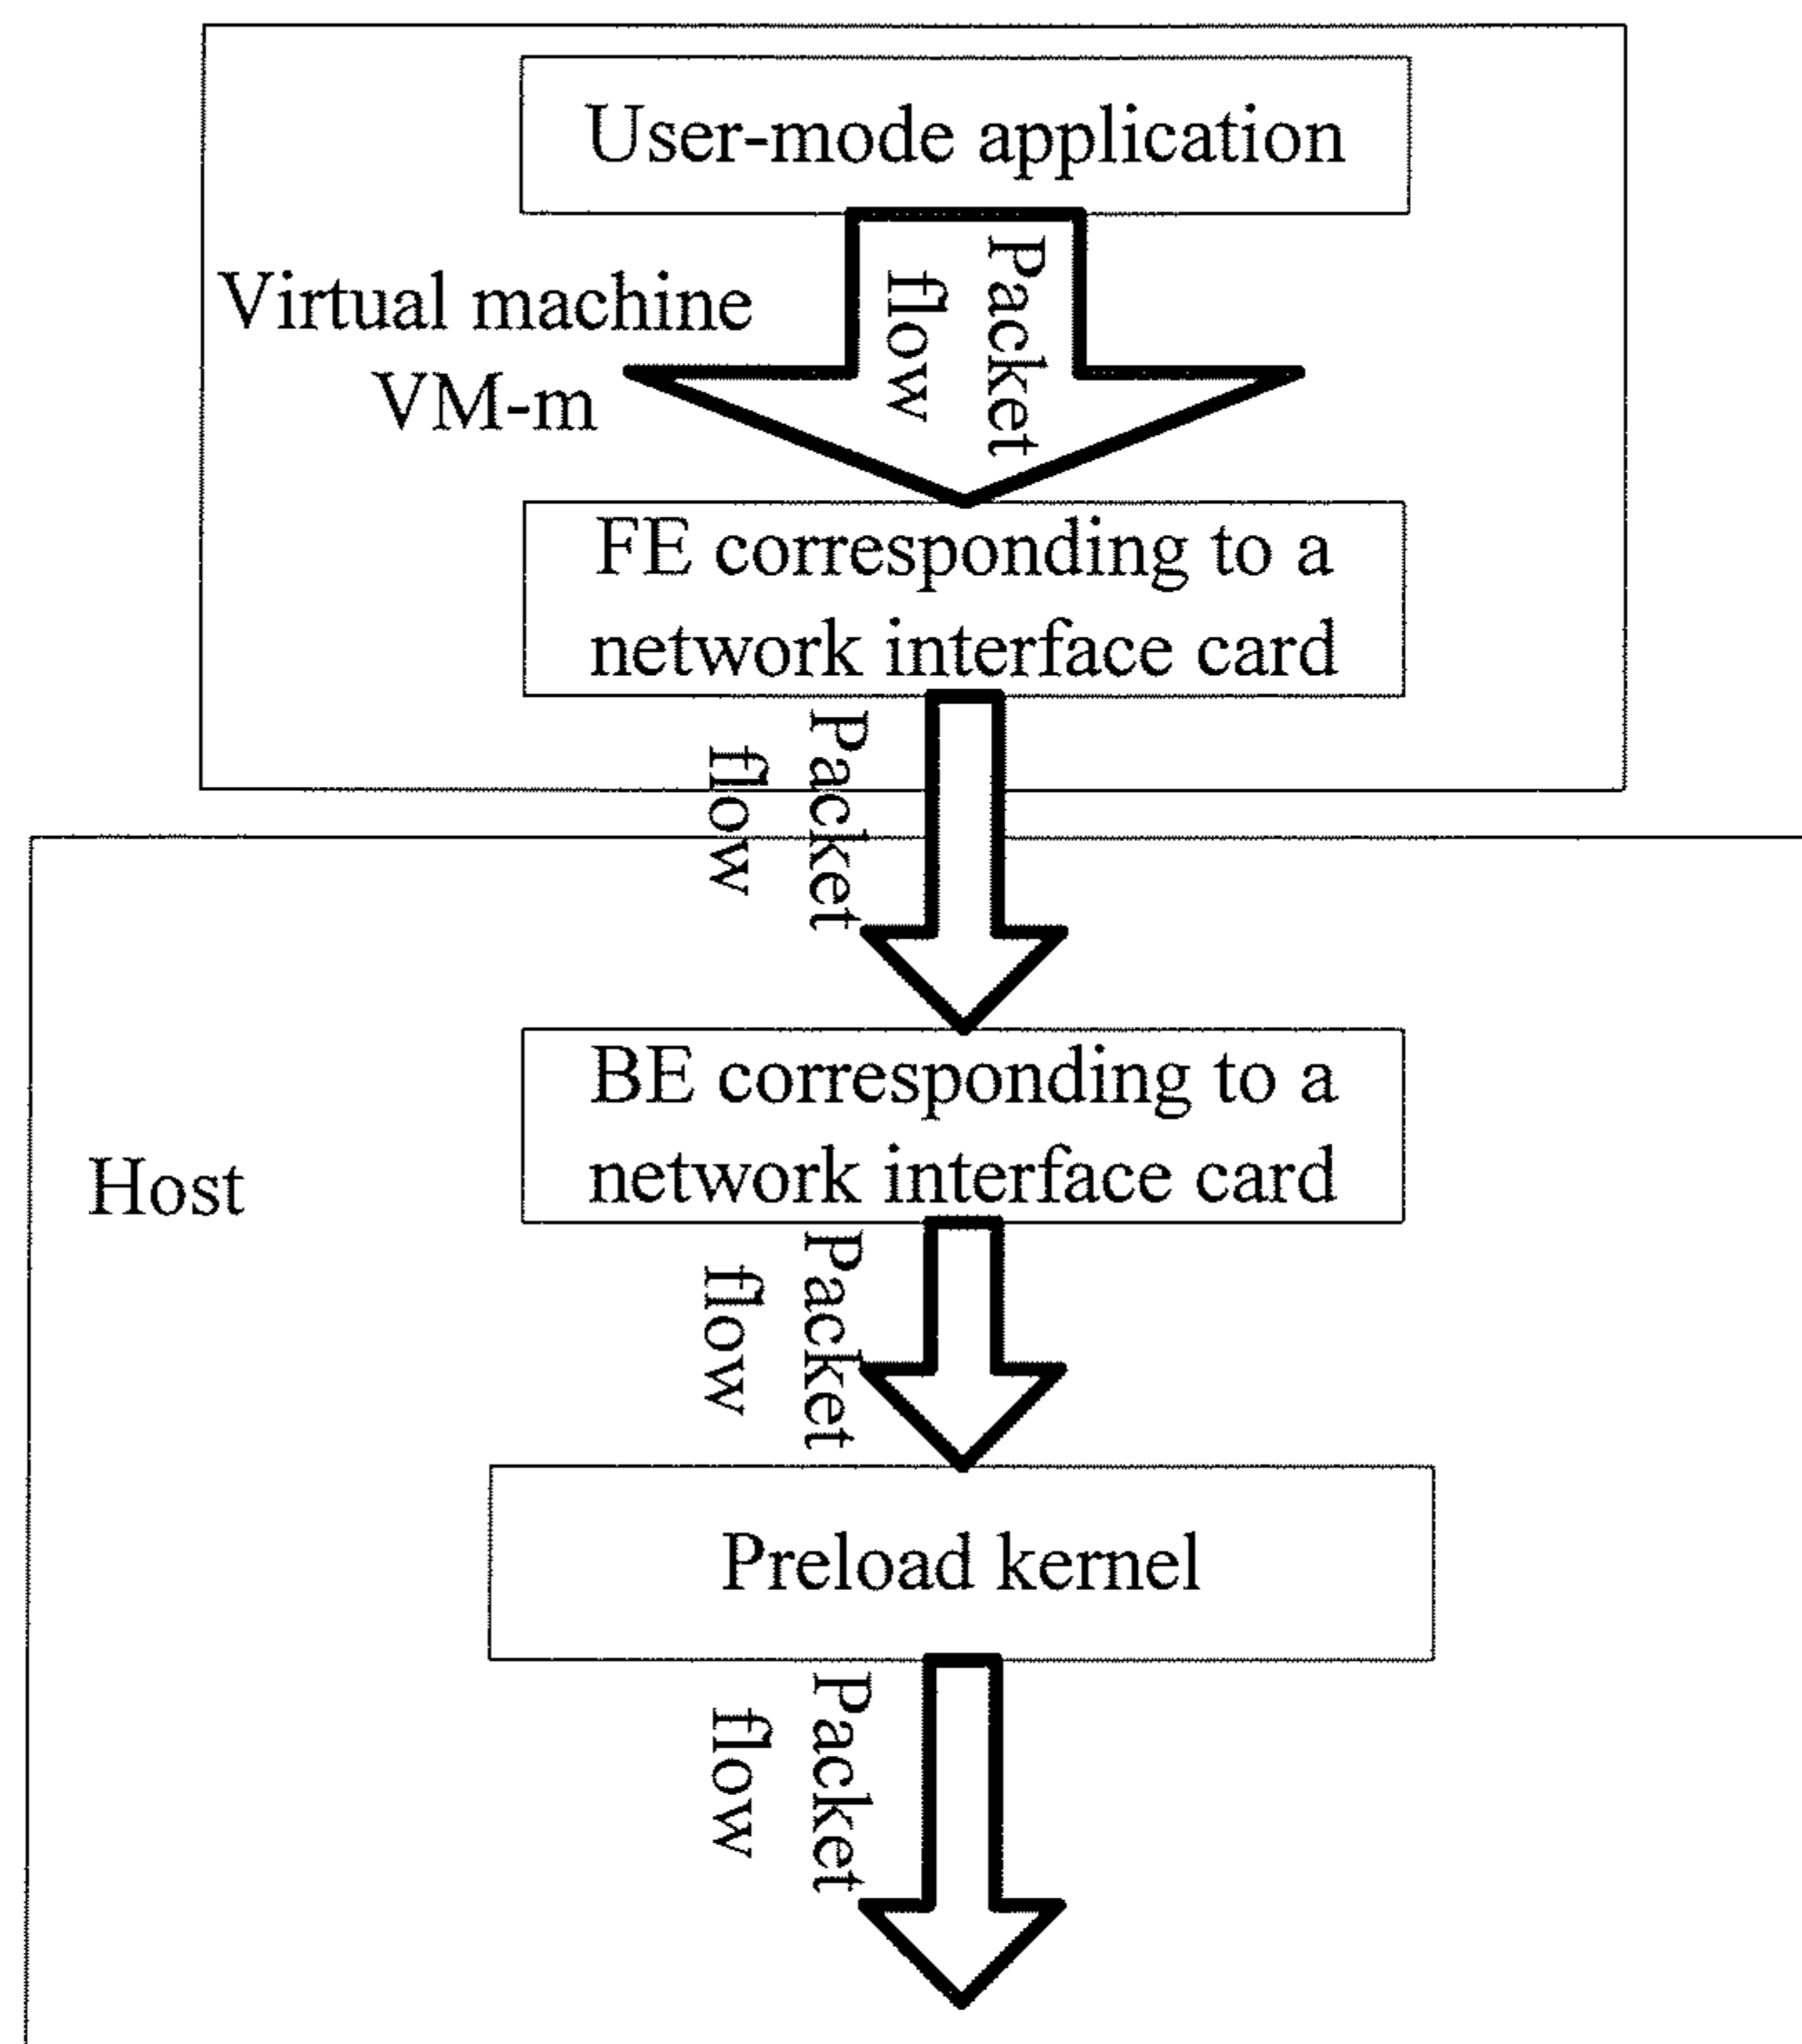 User-mode application
Packet
flow
Virtual machine
VM-m
FE corresponding to a
network interface card
Packet
flow
BE corresponding to a
network interface card
Host
Packet
flow
Preload kernel
Packet
flow